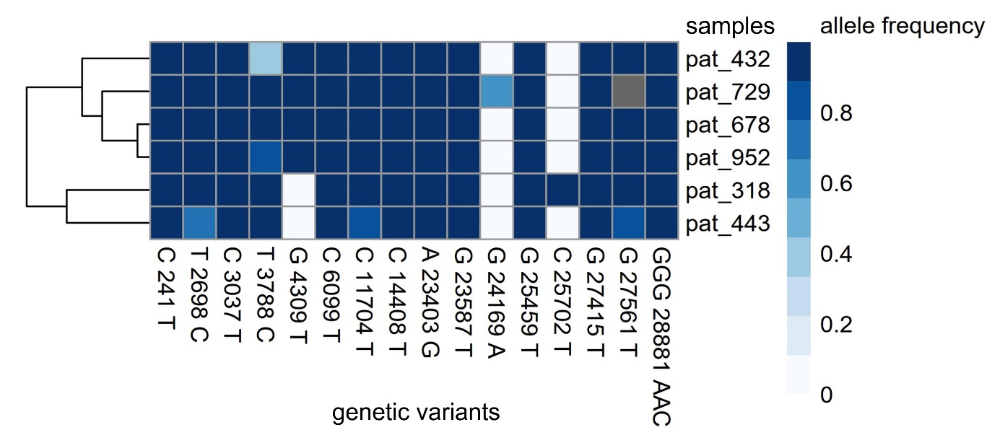 samples
allele frequency
pat_432
pat_729
pat_678
pat_952
pat_318
pat_443
0.8
0.6
0.4
0.2
0
C 241 T
T 2698 C
C 3037 T
T 3788 C
G 4309 T
C 6099 T
C 11704 T
C 14408 T
A 23403 G
G 23587 T
G 24169 A
G 25459 T
C 25702 T
G 27415 T
G 27561 T
GGG 28881 AAC
genetic variants